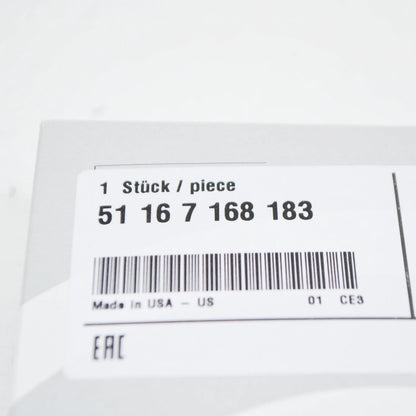 1 Stück / piece
51 16 7 168 183
Made in USA - US 01 CE3
EAC